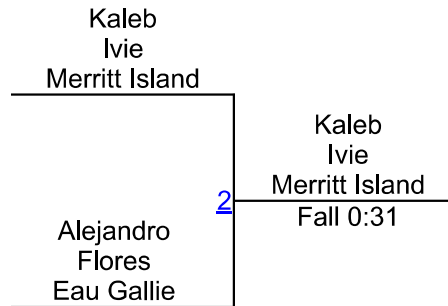 Kaleb
Ivie
Merritt Island
Kaleb
Ivie
Merritt Island
2
Fall 0:31
Alejandro
Flores
Eau Gallie